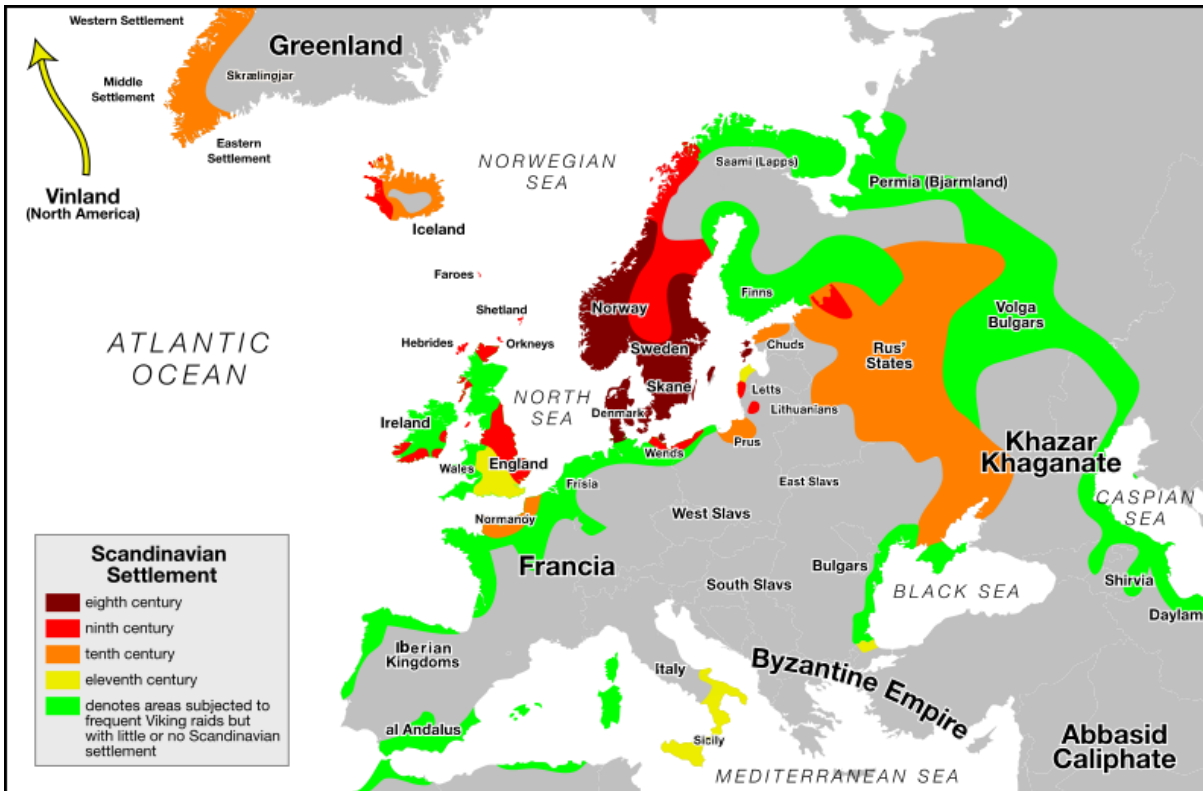 Western Settlement
Greenland
Skrælingjar
Middle
Settlement
Eastern
Settlement
Vinland
(North America)
NORWEGIAN
SEA
Iceland
Saami (Lapps)
Permia (Bjarmland)
Faroes
Shetland
Hebrides
Orkneys
ATLANTIC
OCEAN
Norway
Sweden
Skane
Finns
Chuds
Rus'
States
Volga
Bulgars
NORTH
SEA
Denmark
Letts
Lithuanians
Ireland
Wales
England
Wends
Prus
Khazar
Khaganate
Frisia
East Slavs
CASPIAN
SEA
Normandy
West Slavs
Francia
South Slavs
Bulgars
BLACK SEA
Shirvia
Daylam
Iberian
Kingdoms
Italy
Byzantine Empire
al Andalus
Sicily
Abbasid
Caliphate
MEDITERRANEAN SEA
Scandinavian
Settlement
eighth century
ninth century
tenth century
eleventh century
denotes areas subjected to
frequent Viking raids but
with little or no Scandinavian
settlement